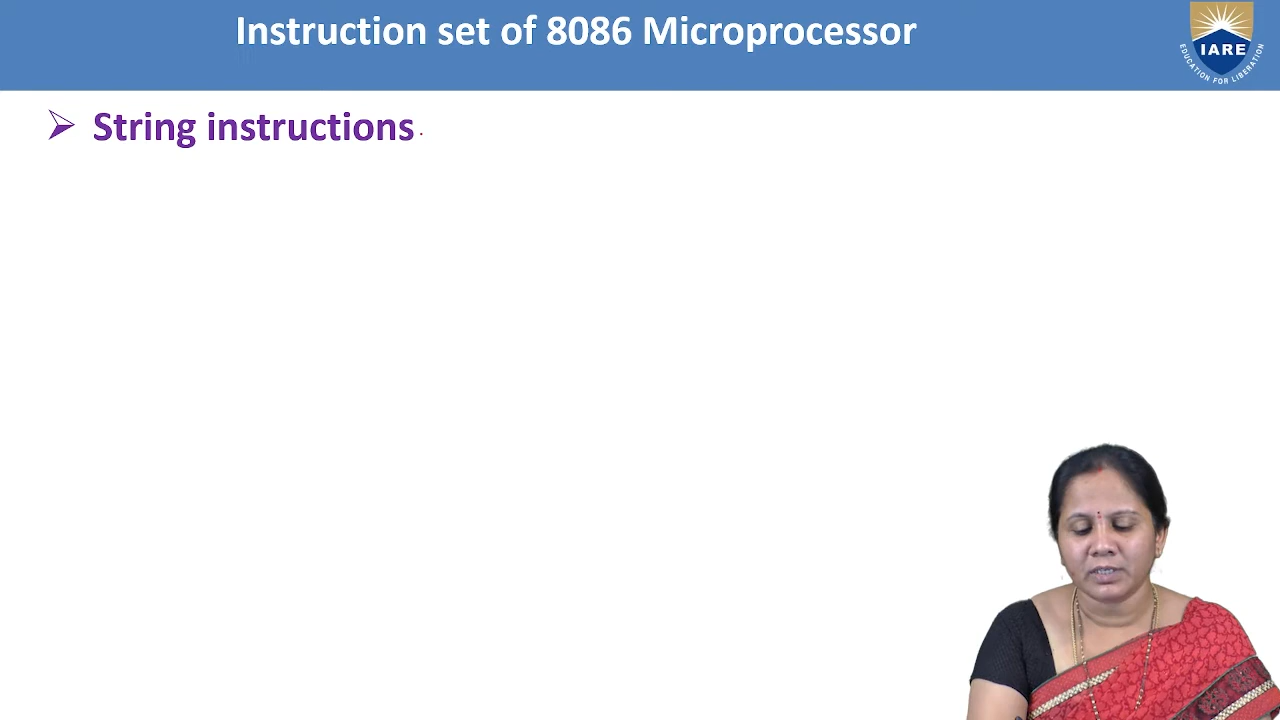 Instruction set of 8086 Microprocessor
IARE
EDUCATION FOR LIBERATION
String instructions